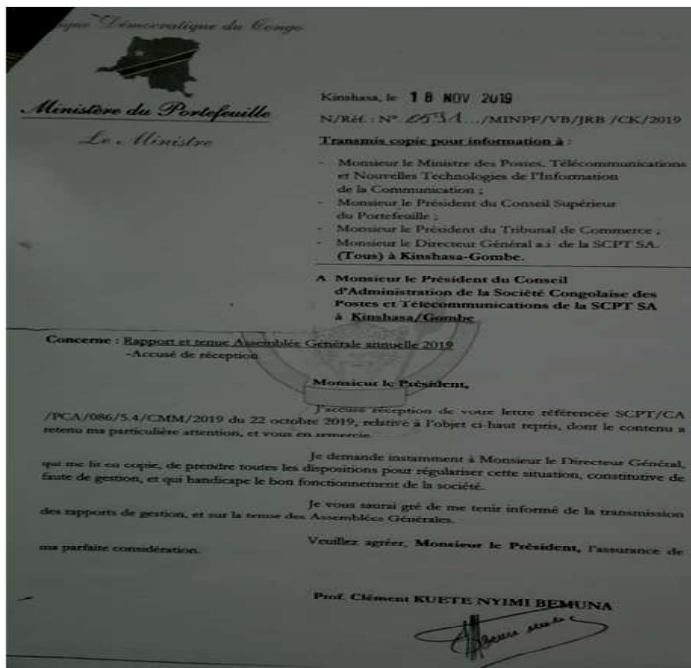 Démocratique du Congo
Ministère du Portefeuille
Le Ministre
Kinshasa, le 18 NOV 2019
N/Réf. : N° /MINPF/VB/JRB /CK/2019
Transmis copie pour information à :
- Monsieur le Ministre des Postes, Télécommunications
et Nouvelles Technologies de l'Information
de la Communication ;
- Monsieur le Président du Conseil Supérieur
du Portefeuille ;
- Monsieur le Président du Tribunal de Commerce ;
- Monsieur le Directeur Général a.i de la SCPT SA.
(Tous) à Kinshasa-Gombe.
A Monsieur le Président du Conseil
d'Administration de la Société Congolaise des
Postes et Télécommunications de la SCPT SA
à Kinshasa/Gombe
Concerne : Rapport et tenue Assemblée Générale annuelle 2019
-Accusé de réception
Monsieur le Président,
J'accuse réception de votre lettre référencée SCPT/CA
/PCA/086/5.4/CMM/2019 du 22 octobre 2019, relative à l'objet ci-haut repris, dont le contenu a
retenu ma particulière attention, et vous en remercie.
Je demande instamment à Monsieur le Directeur Général,
qui me lit en copie, de prendre toutes les dispositions pour régulariser cette situation, constitutive de
faute de gestion, et qui handicape le bon fonctionnement de la société.
Je vous saurai gré de me tenir informé de la transmission
des rapports de gestion, et sur la tenue des Assemblées Générales.
Veuillez agréer, Monsieur le Président, l'assurance de
ma parfaite considération.
Prof. Clément KUETE NYIMI BEMUNA